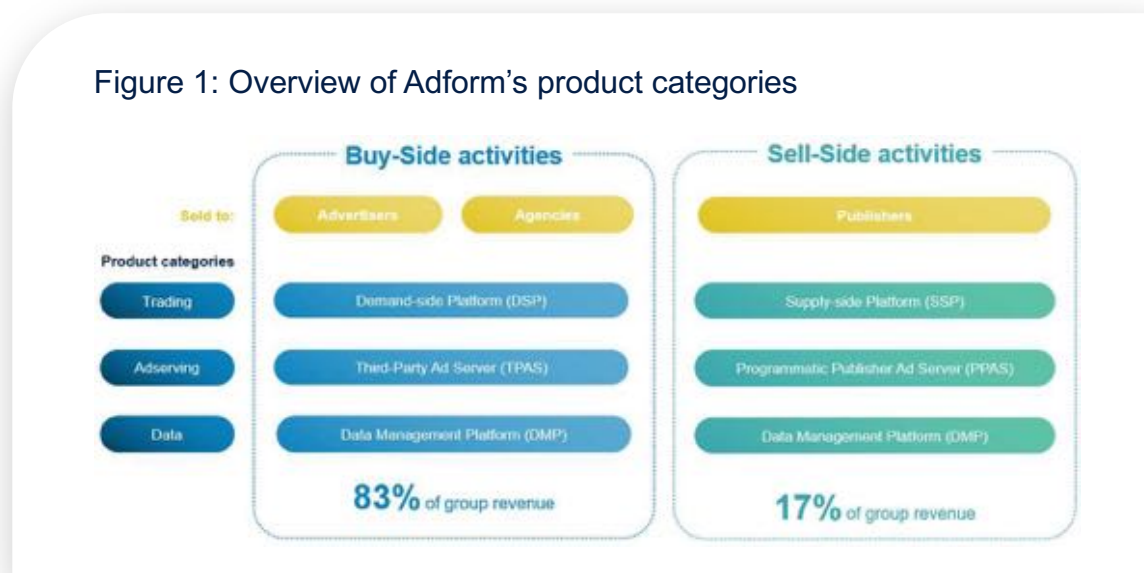 Figure 1: Overview of Adform's product categories
Buy-Side activities
Sell-Side activities
Sold to:
Advertisers
Agencies
Publishers
Product categories
Trading
Demand-side Platform (DSP)
Supply-side Platform (SSP)
Adserving
Third-Party Ad Server (TPAS)
Programmatic Publisher Ad Server (PPAS)
Data
Data Management Platform (DMP)
Data Management Platform (DMP)
83% of group revenue
17% of group revenue